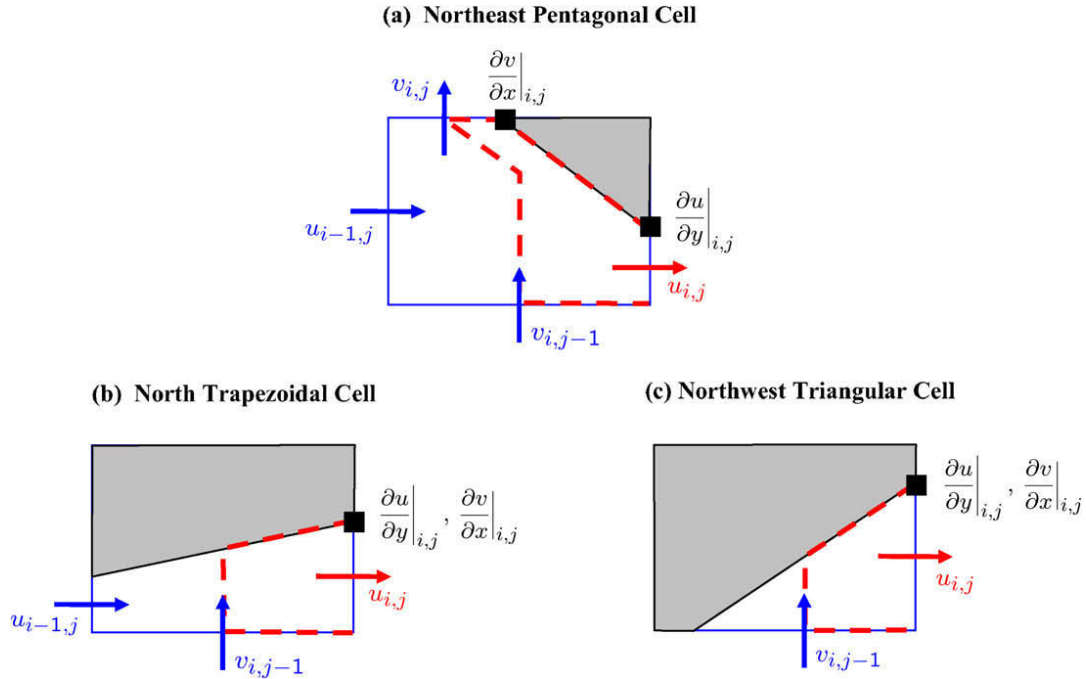 (a) Northeast Pentagonal Cell
v_{i,j}
∂v/∂x|_{i,j}
u_{i−1,j}
∂u/∂y|_{i,j}
u_{i,j}
v_{i,j−1}
(b) North Trapezoidal Cell
∂u/∂y|_{i,j} , ∂v/∂x|_{i,j}
u_{i,j}
u_{i−1,j}
v_{i,j−1}
(c) Northwest Triangular Cell
∂u/∂y|_{i,j} , ∂v/∂x|_{i,j}
u_{i,j}
v_{i,j−1}